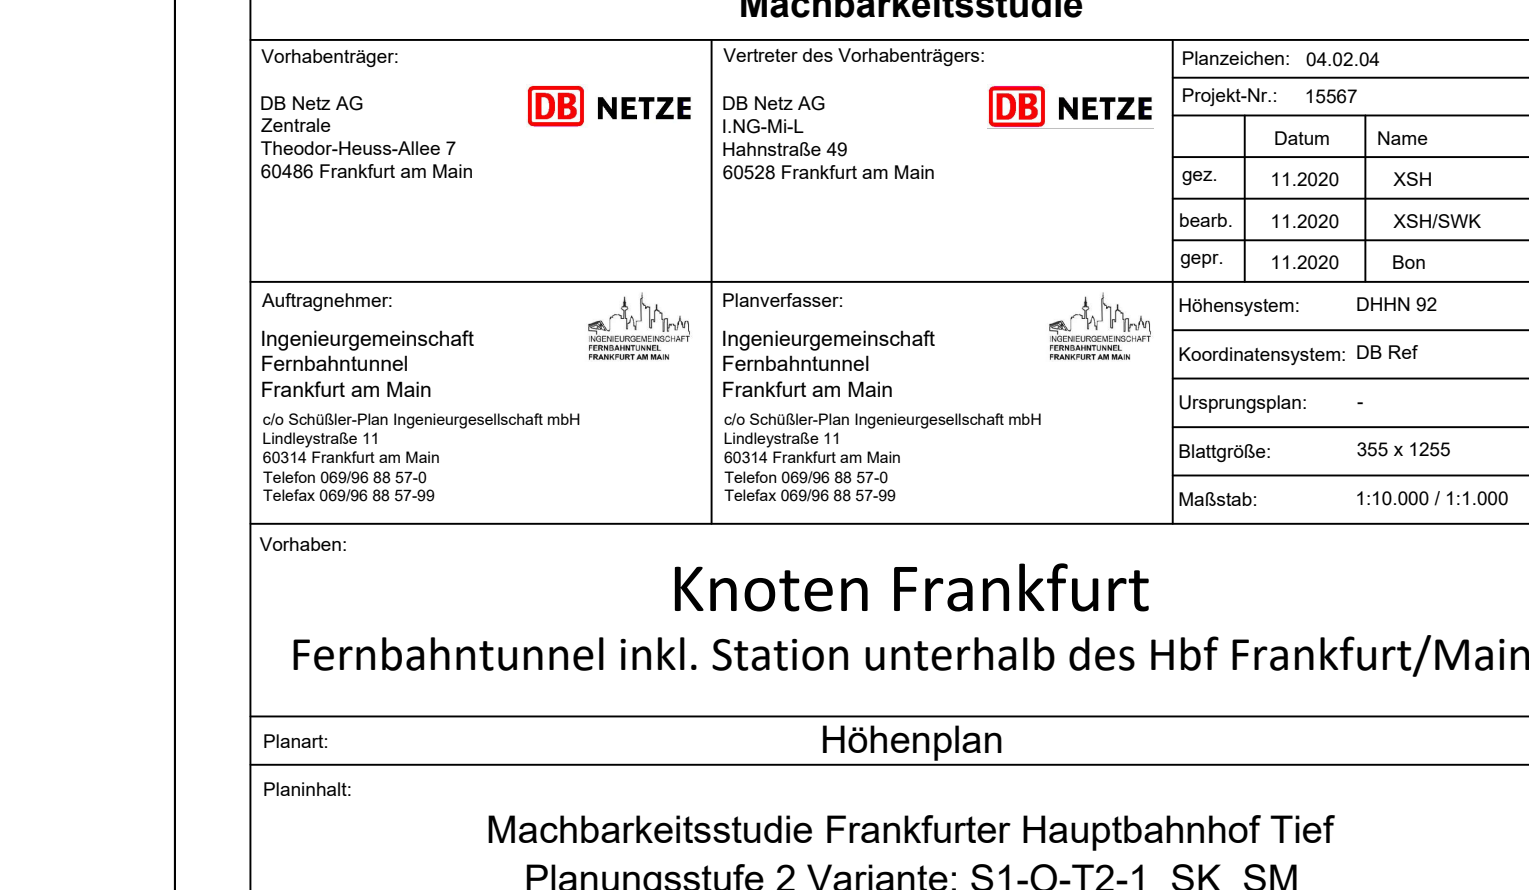 Machbarkeitsstudie
Vorhabenträger:
DB Netz AG
Zentrale
Theodor-Heuss-Allee 7
60486 Frankfurt am Main
DB NETZE
Vertreter des Vorhabenträgers:
DB Netz AG
I.NG-Mi-L
Hahnstraße 49
60528 Frankfurt am Main
DB NETZE
Planzeichen: 04.02.04
Projekt-Nr.: 15567
Datum Name
gez. 11.2020 XSH
bearb. 11.2020 XSH/SWK
gepr. 11.2020 Bon
Auftragnehmer:
Ingenieurgemeinschaft
Fernbahntunnel
Frankfurt am Main
c/o Schüßler-Plan Ingenieurgesellschaft mbH
Lindleystraße 11
60314 Frankfurt am Main
Telefon 069/96 88 57-0
Telefax 069/96 88 57-99
INGENIEURGEMEINSCHAFT
FERNBAHNTUNNEL
FRANKFURT AM MAIN
Planverfasser:
Ingenieurgemeinschaft
Fernbahntunnel
Frankfurt am Main
c/o Schüßler-Plan Ingenieurgesellschaft mbH
Lindleystraße 11
60314 Frankfurt am Main
Telefon 069/96 88 57-0
Telefax 069/96 88 57-99
INGENIEURGEMEINSCHAFT
FERNBAHNTUNNEL
FRANKFURT AM MAIN
Höhensystem: DHHN 92
Koordinatensystem: DB Ref
Ursprungsplan: -
Blattgröße: 355 x 1255
Maßstab: 1:10.000 / 1:1.000
Vorhaben:
Knoten Frankfurt
Fernbahntunnel inkl. Station unterhalb des Hbf Frankfurt/Main
Planart: Höhenplan
Planinhalt:
Machbarkeitsstudie Frankfurter Hauptbahnhof Tief
Planungsstufe 2 Variante: S1-O-T2-1_SK_SM